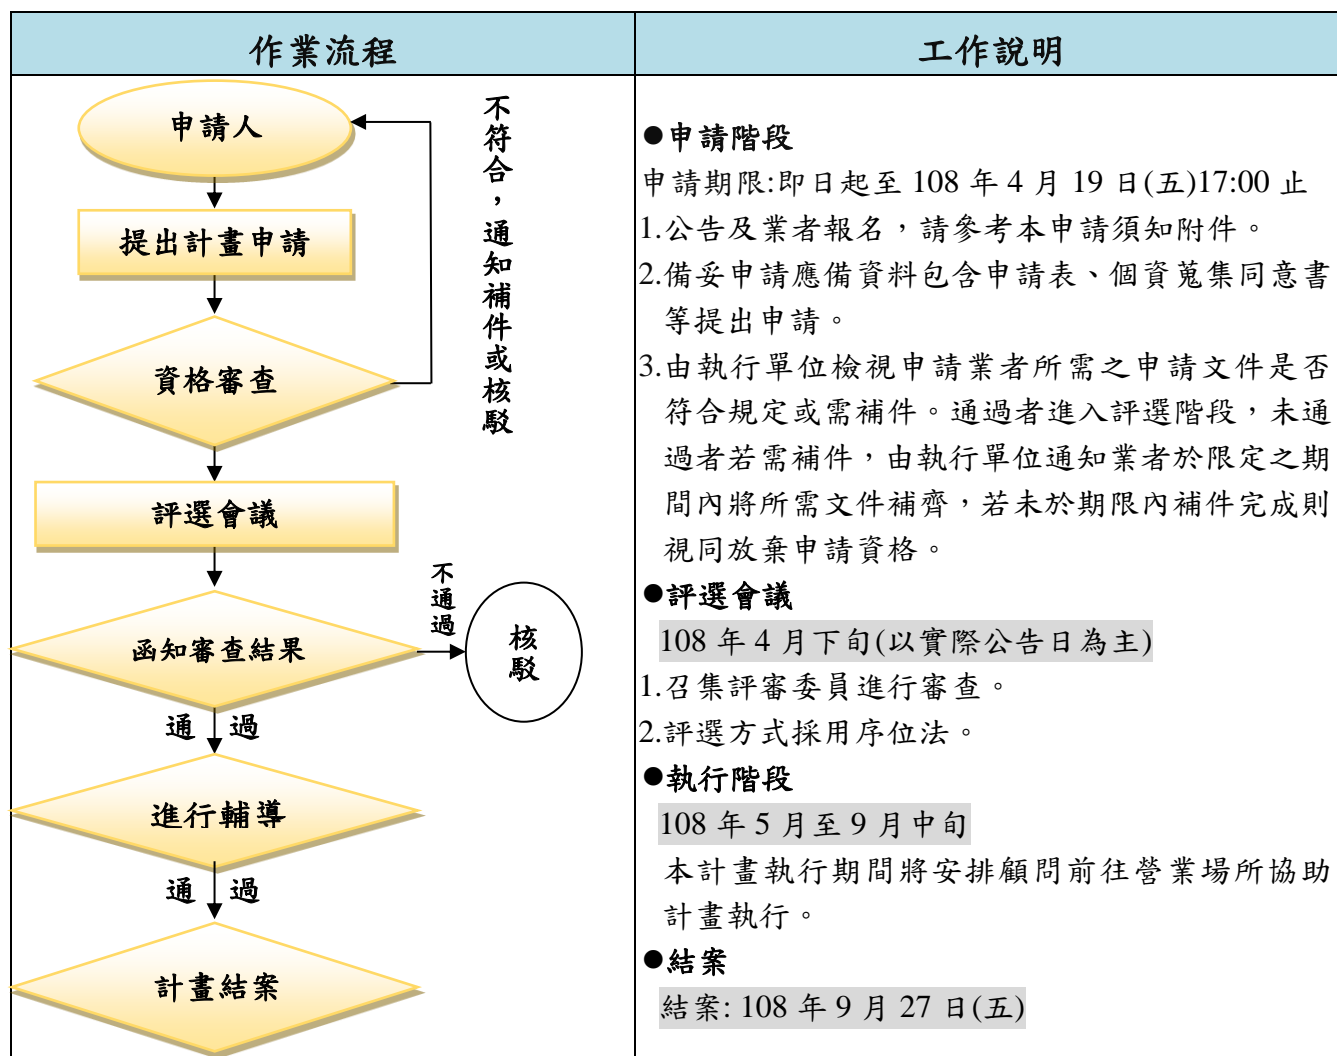 作業流程
工作說明
申請人
不符合，通知補件或核駁
提出計畫申請
資格審查
評選會議
函知審查結果
不通過
核駁
通過
進行輔導
通過
計畫結案
●申請階段
申請期限:即日起至 108 年 4 月 19 日(五)17:00 止
1.公告及業者報名，請參考本申請須知附件。
2.備妥申請應備資料包含申請表、個資蒐集同意書
等提出申請。
3.由執行單位檢視申請業者所需之申請文件是否
符合規定或需補件。通過者進入評選階段，未通
過者若需補件，由執行單位通知業者於限定之期
間內將所需文件補齊，若未於期限內補件完成則
視同放棄申請資格。
●評選會議
108 年 4 月下旬(以實際公告日為主)
1.召集評審委員進行審查。
2.評選方式採用序位法。
●執行階段
108 年 5 月至 9 月中旬
本計畫執行期間將安排顧問前往營業場所協助
計畫執行。
●結案
結案: 108 年 9 月 27 日(五)